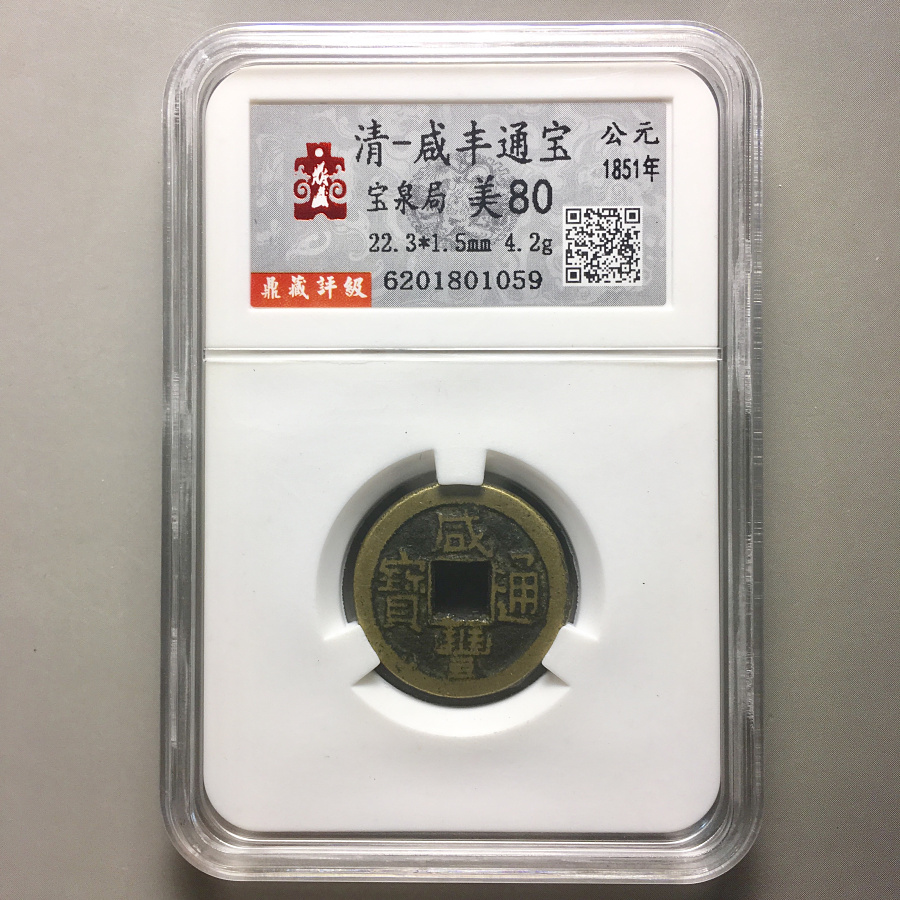 清-咸丰通宝
公元
1851年
宝泉局 美80
22.3*1.5mm 4.2g
鼎藏評級 6201801059
咸豐通寶